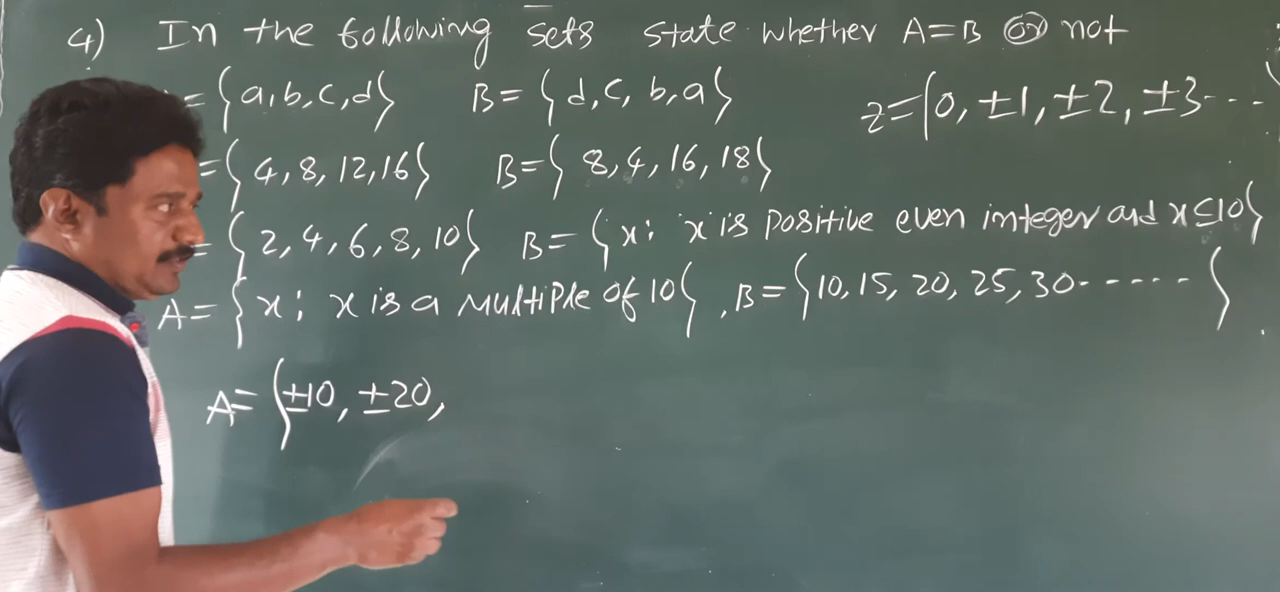 4) In the following sets state whether A=B or not
= {a,b,c,d} B= {d,c,b,a} z={0, ±1, ±2, ±3---}
={4,8,12,16} B={8,4,16,18}
= {2,4,6,8,10} B= {x: x is positive even integer and x≤10}
A= {x: x is a multiple of 10}, B={10,15,20,25,30------}
A={±10, ±20,